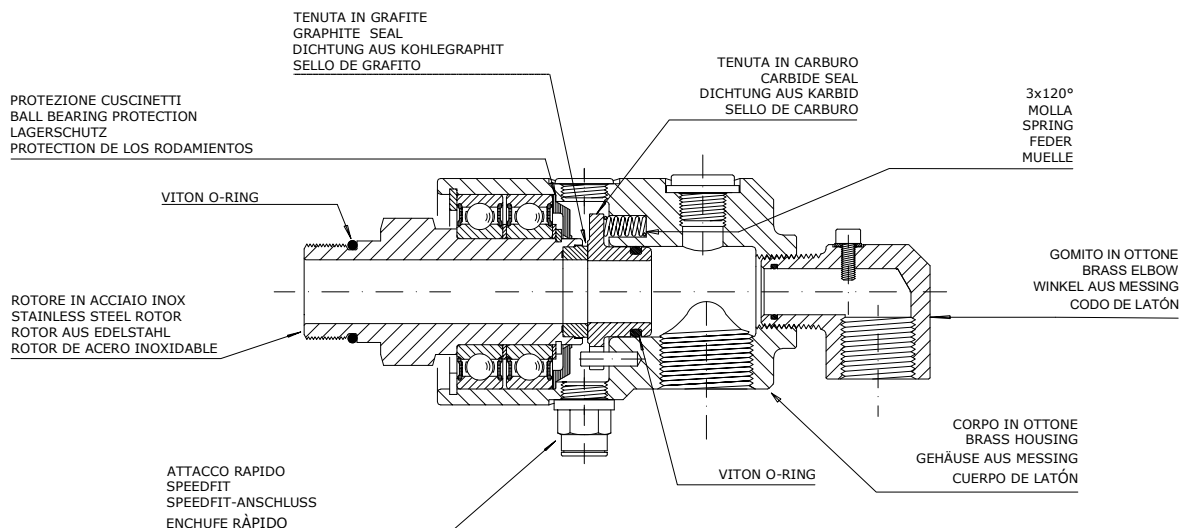 TENUTA IN GRAFITE
GRAPHITE SEAL
DICHTUNG AUS KOHLEGRAPHIT
SELLO DE GRAFITO
TENUTA IN CARBURO
CARBIDE SEAL
DICHTUNG AUS KARBID
SELLO DE CARBURO
3x120°
MOLLA
SPRING
FEDER
MUELLE
PROTEZIONE CUSCINETTI
BALL BEARING PROTECTION
LAGERSCHUTZ
PROTECTION DE LOS RODAMIENTOS
VITON O-RING
ROTORE IN ACCIAIO INOX
STAINLESS STEEL ROTOR
ROTOR AUS EDELSTAHL
ROTOR DE ACERO INOXIDABLE
GOMITO IN OTTONE
BRASS ELBOW
WINKEL AUS MESSING
CODO DE LATÓN
CORPO IN OTTONE
BRASS HOUSING
GEHÄUSE AUS MESSING
CUERPO DE LATÓN
VITON O-RING
ATTACCO RAPIDO
SPEEDFIT
SPEEDFIT-ANSCHLUSS
ENCHUFE RÀPIDO